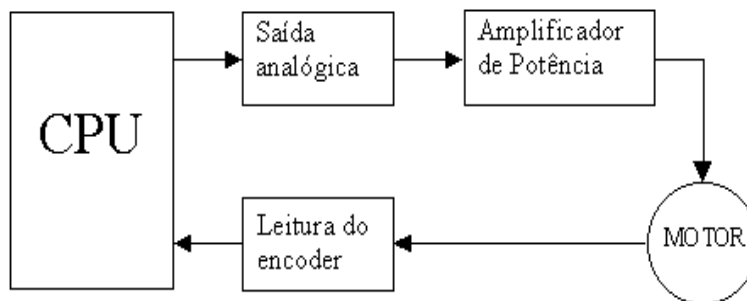 CPU
Saída
analógica
Amplificador
de Potência
MOTOR
Leitura do
encoder